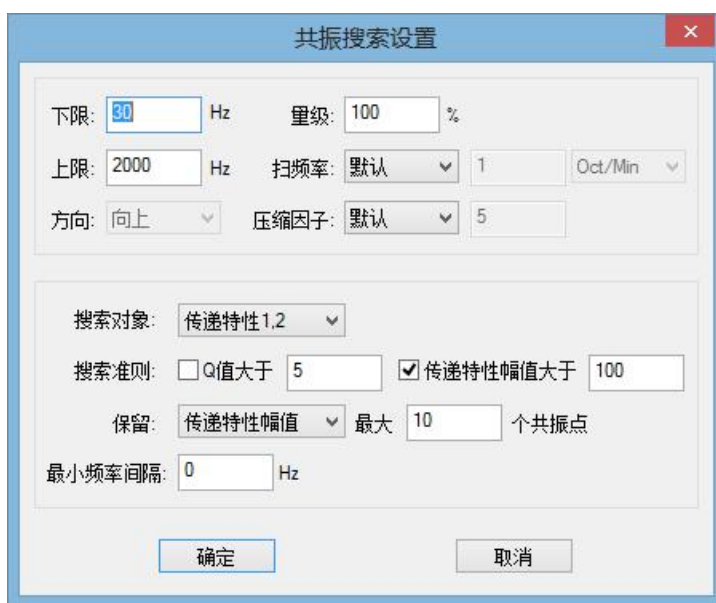 共振搜索设置
下限: 30 Hz 量级: 100 %
上限: 2000 Hz 扫频率: 默认 1 Oct/Min
方向: 向上 压缩因子: 默认 5
搜索对象: 传递特性1,2
搜索准则: Q值大于 5 传递特性幅值大于 100
保留: 传递特性幅值 最大 10 个共振点
最小频率间隔: 0 Hz
确定 取消